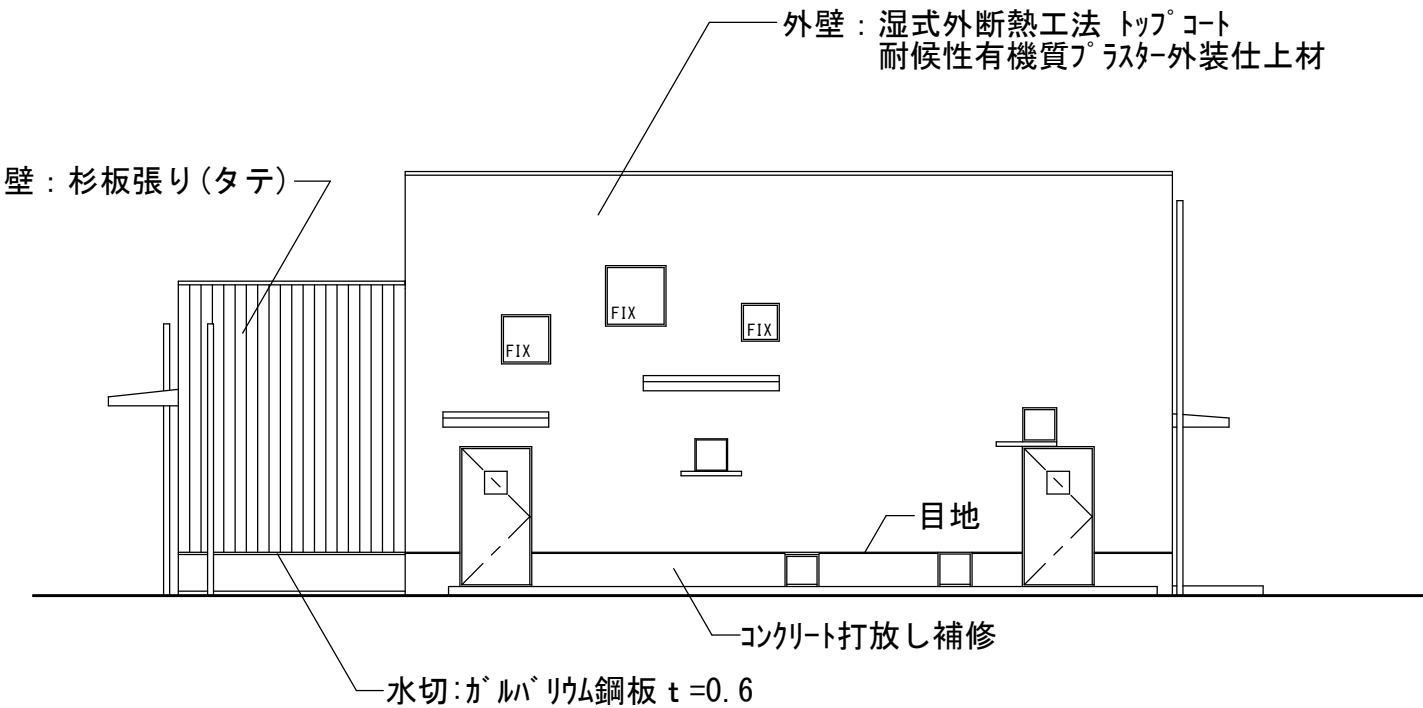 外壁：湿式外断熱工法 ﾄｯﾌﾟｺｰﾄ
耐候性有機質ﾌﾟﾗｽﾀｰ外装仕上材
壁：杉板張り(タテ)
FIX
FIX
FIX
目地
ｺﾝｸﾘｰﾄ打放し補修
水切:ｶﾞﾙﾊﾞﾘｳﾑ鋼板 t=0.6